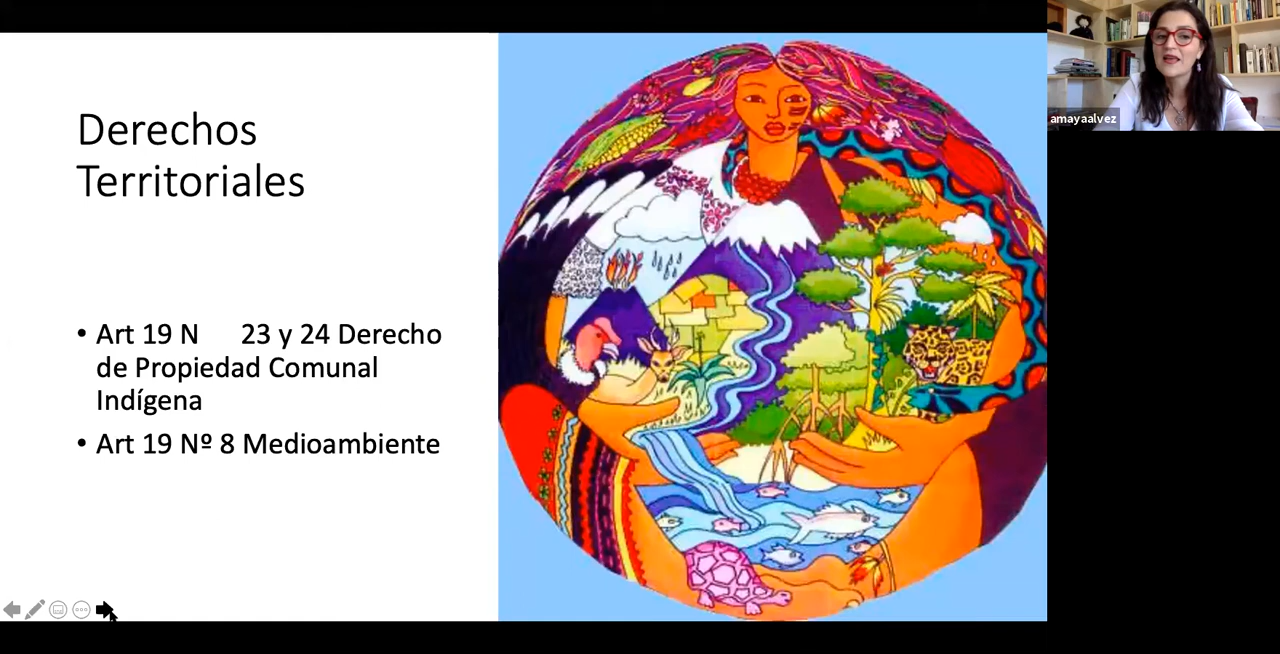 Derechos
Territoriales
• Art 19 N 23 y 24 Derecho
de Propiedad Comunal
Indígena
• Art 19 Nº 8 Medioambiente
amayaalvez